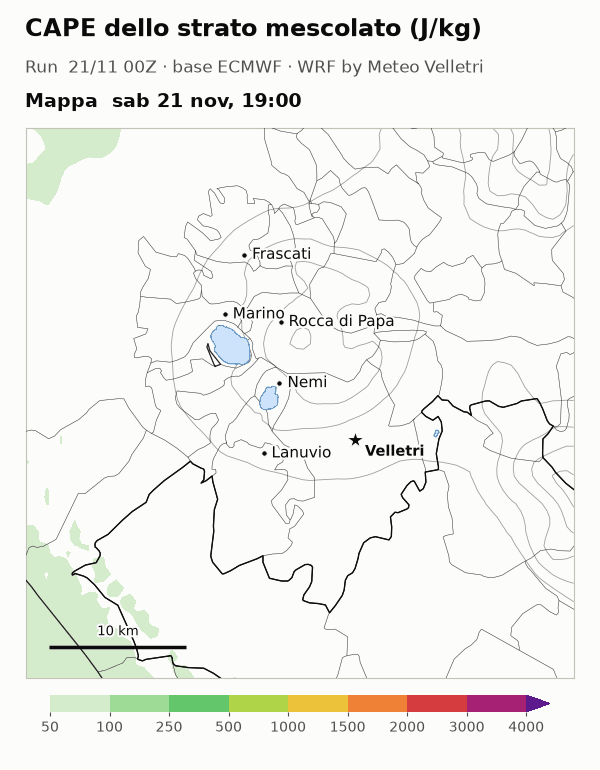 CAPE dello strato mescolato (J/kg)
Run  21/11 00Z · base ECMWF · WRF by Meteo Velletri
Mappa  sab 21 nov, 19:00
Frascati
Marino
Rocca di Papa
Nemi
Velletri
Lanuvio
10 km
50 100 250 500 1000 1500 2000 3000 4000